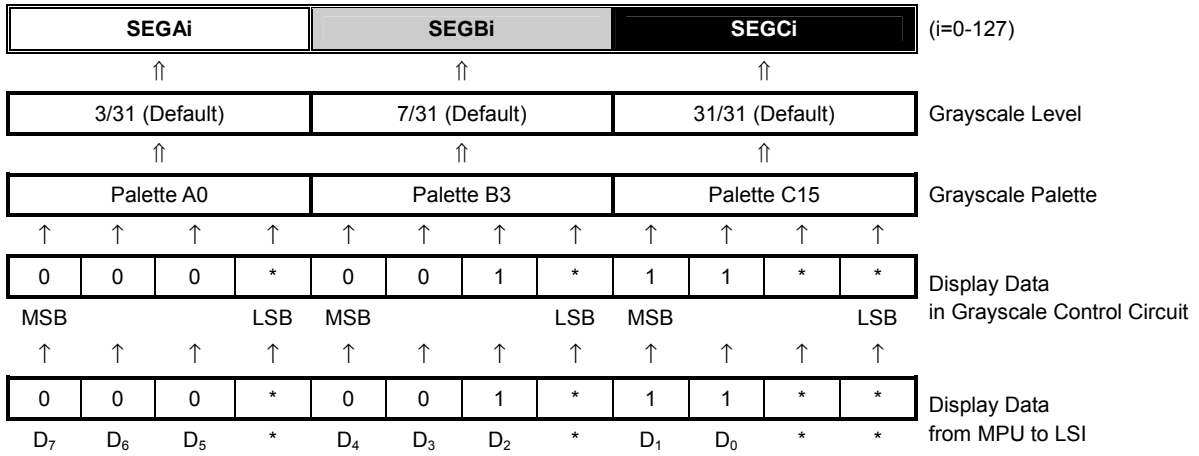 SEGAi SEGBi SEGCi (i=0-127)
⇑ ⇑ ⇑
3/31 (Default) 7/31 (Default) 31/31 (Default) Grayscale Level
⇑ ⇑ ⇑
Palette A0 Palette B3 Palette C15 Grayscale Palette
↑ ↑ ↑ ↑ ↑ ↑ ↑ ↑ ↑ ↑ ↑ ↑
0 0 0 * 0 0 1 * 1 1 * * Display Data
MSB LSB MSB LSB MSB LSB in Grayscale Control Circuit
↑ ↑ ↑ ↑ ↑ ↑ ↑ ↑ ↑ ↑ ↑ ↑
0 0 0 * 0 0 1 * 1 1 * * Display Data
D₇ D₆ D₅ * D₄ D₃ D₂ * D₁ D₀ * * from MPU to LSI